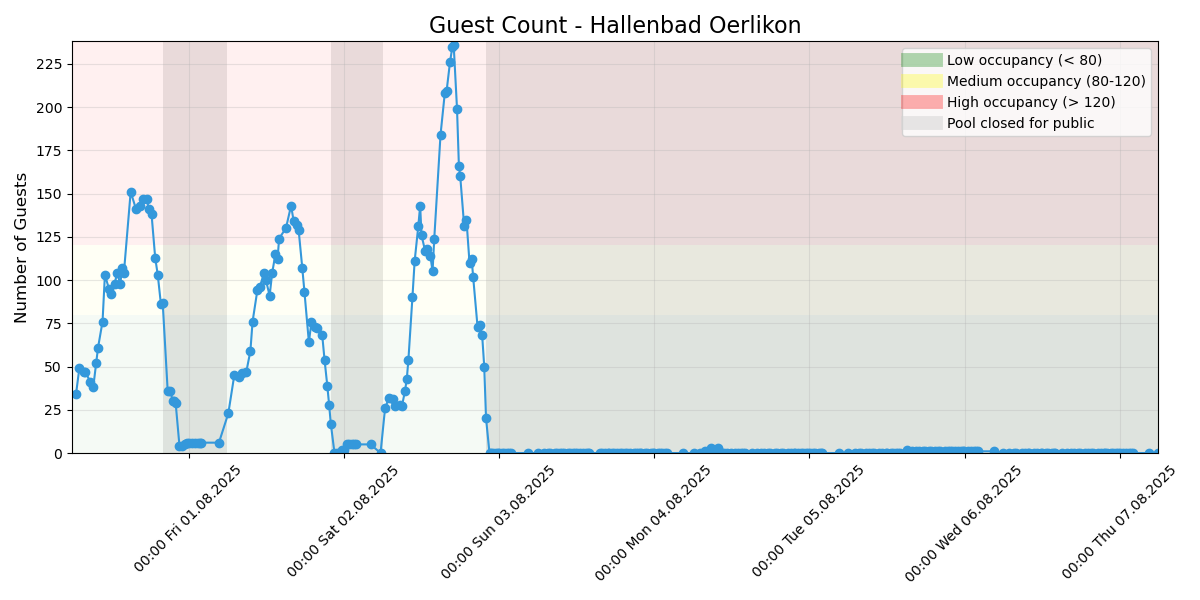 Guest Count - Hallenbad Oerlikon
Low occupancy (< 80)
Medium occupancy (80-120)
High occupancy (> 120)
Pool closed for public
Number of Guests
225
200
175
150
125
100
75
50
25
0
00:00 Fri 01.08.2025
00:00 Sat 02.08.2025
00:00 Sun 03.08.2025
00:00 Mon 04.08.2025
00:00 Tue 05.08.2025
00:00 Wed 06.08.2025
00:00 Thu 07.08.2025